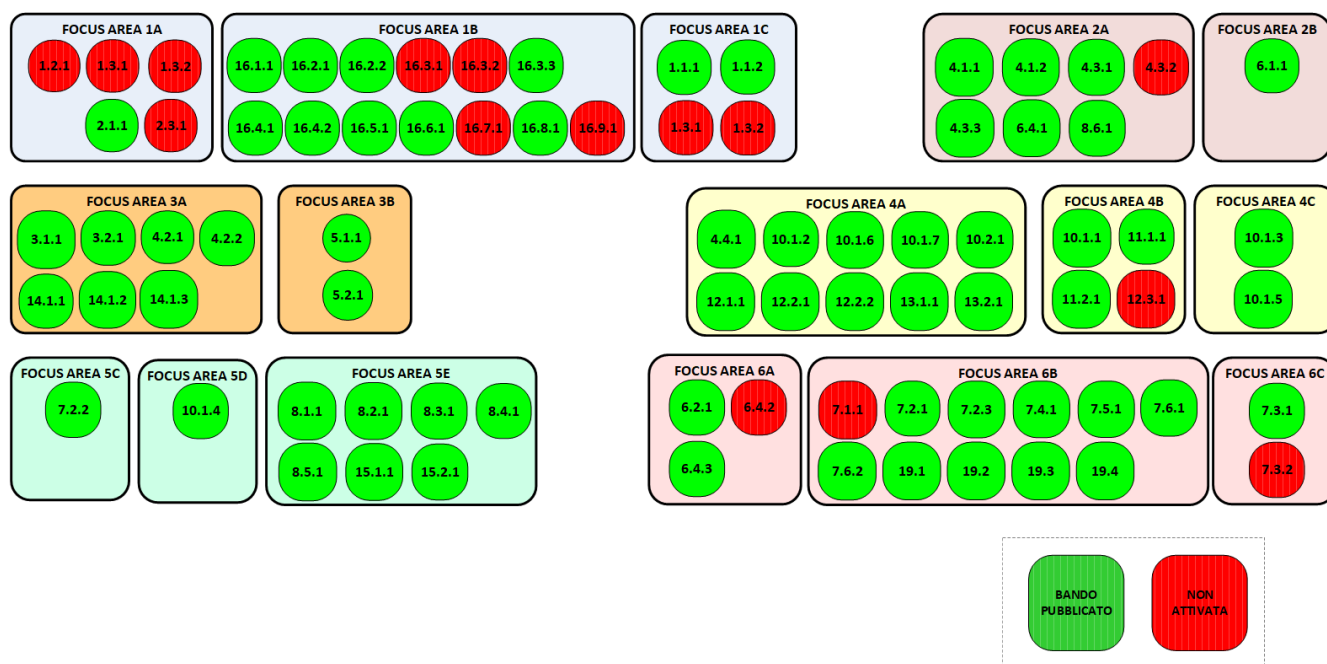 FOCUS AREA 1A
1.2.1 1.3.1 1.3.2
2.1.1 2.3.1
FOCUS AREA 1B
16.1.1 16.2.1 16.2.2 16.3.1 16.3.2 16.3.3
16.4.1 16.4.2 16.5.1 16.6.1 16.7.1 16.8.1 16.9.1
FOCUS AREA 1C
1.1.1 1.1.2
1.3.1 1.3.2
FOCUS AREA 2A
4.1.1 4.1.2 4.3.1 4.3.2
4.3.3 6.4.1 8.6.1
FOCUS AREA 2B
6.1.1
FOCUS AREA 3A
3.1.1 3.2.1 4.2.1 4.2.2
14.1.1 14.1.2 14.1.3
FOCUS AREA 3B
5.1.1
5.2.1
FOCUS AREA 4A
4.4.1 10.1.2 10.1.6 10.1.7 10.2.1
12.1.1 12.2.1 12.2.2 13.1.1 13.2.1
FOCUS AREA 4B
10.1.1 11.1.1
11.2.1 12.3.1
FOCUS AREA 4C
10.1.3
10.1.5
FOCUS AREA 5C
7.2.2
FOCUS AREA 5D
10.1.4
FOCUS AREA 5E
8.1.1 8.2.1 8.3.1 8.4.1
8.5.1 15.1.1 15.2.1
FOCUS AREA 6A
6.2.1 6.4.2
6.4.3
FOCUS AREA 6B
7.1.1 7.2.1 7.2.3 7.4.1 7.5.1 7.6.1
7.6.2 19.1 19.2 19.3 19.4
FOCUS AREA 6C
7.3.1
7.3.2
BANDO
PUBBLICATO
NON
ATTIVATA